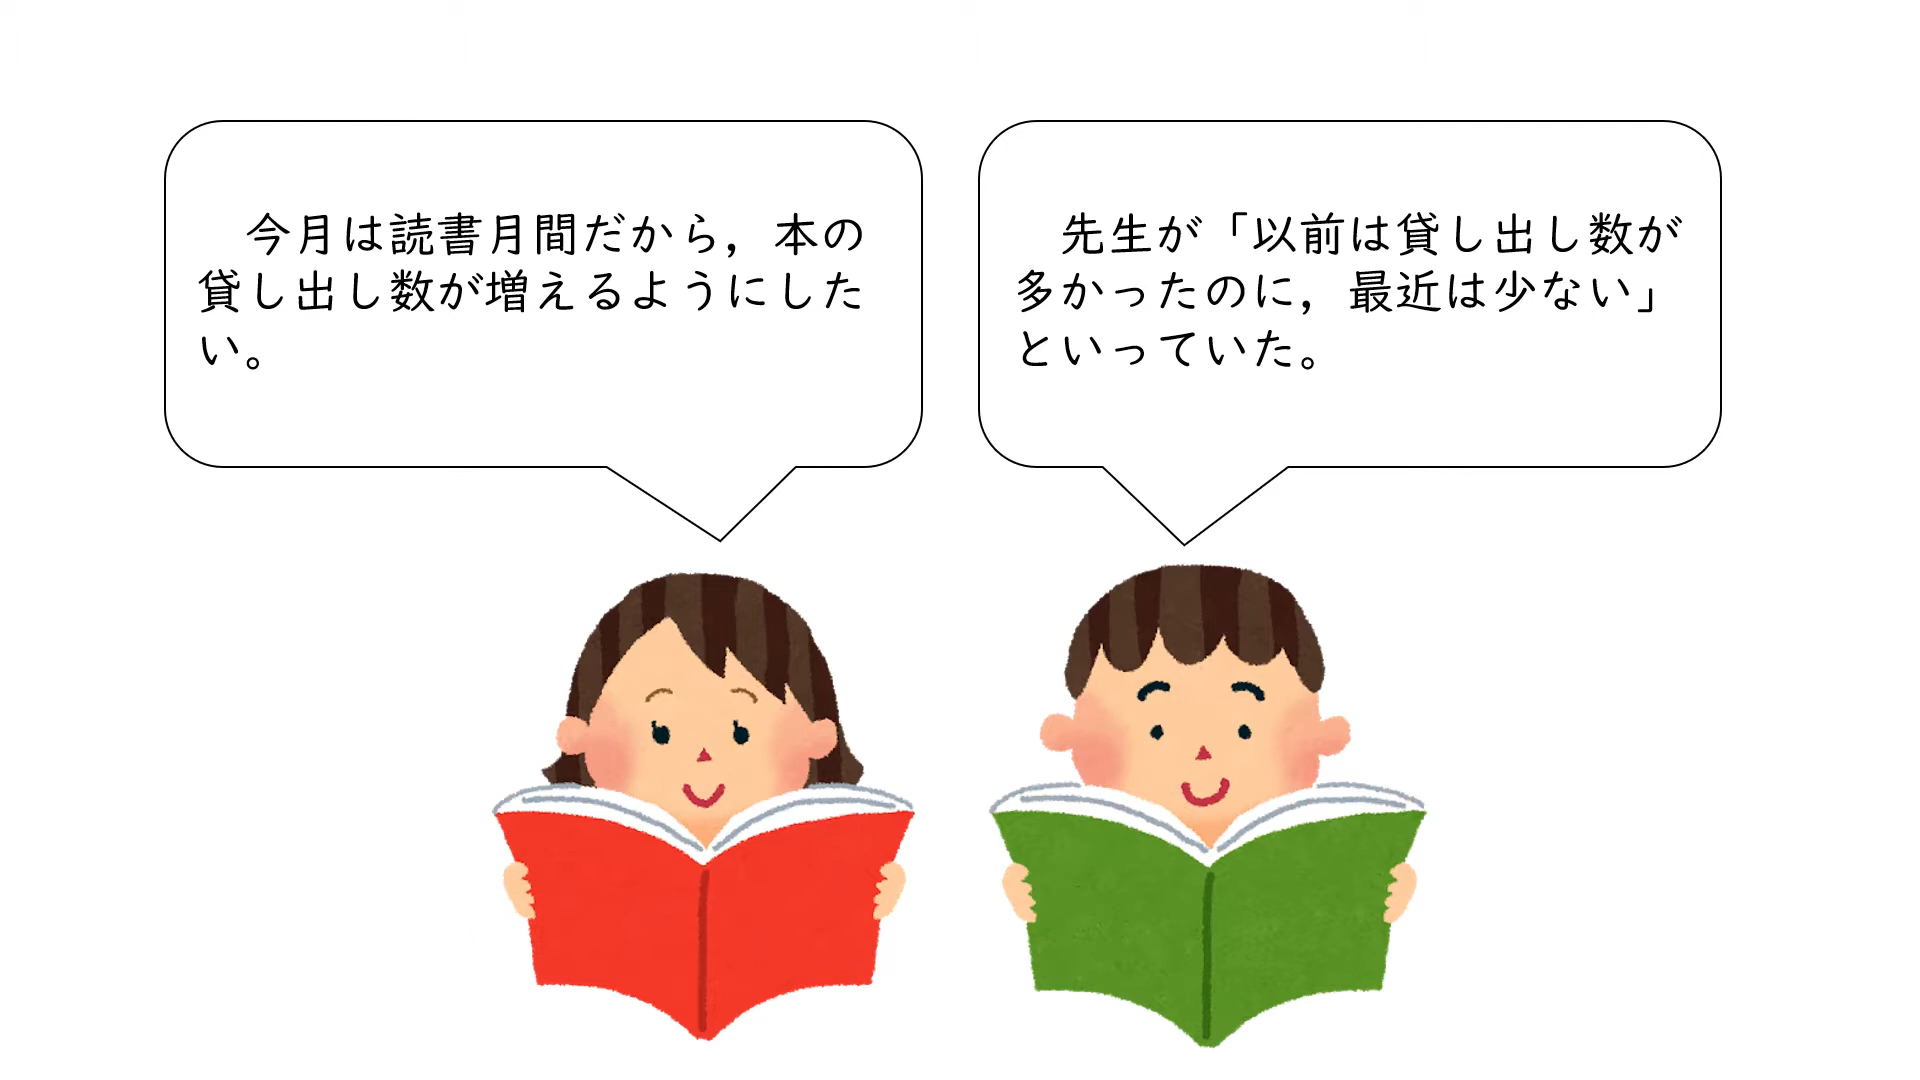 今月は読書月間だから，本の
貸し出し数が増えるようにした
い。
先生が「以前は貸し出し数が
多かったのに，最近は少ない」
といっていた。